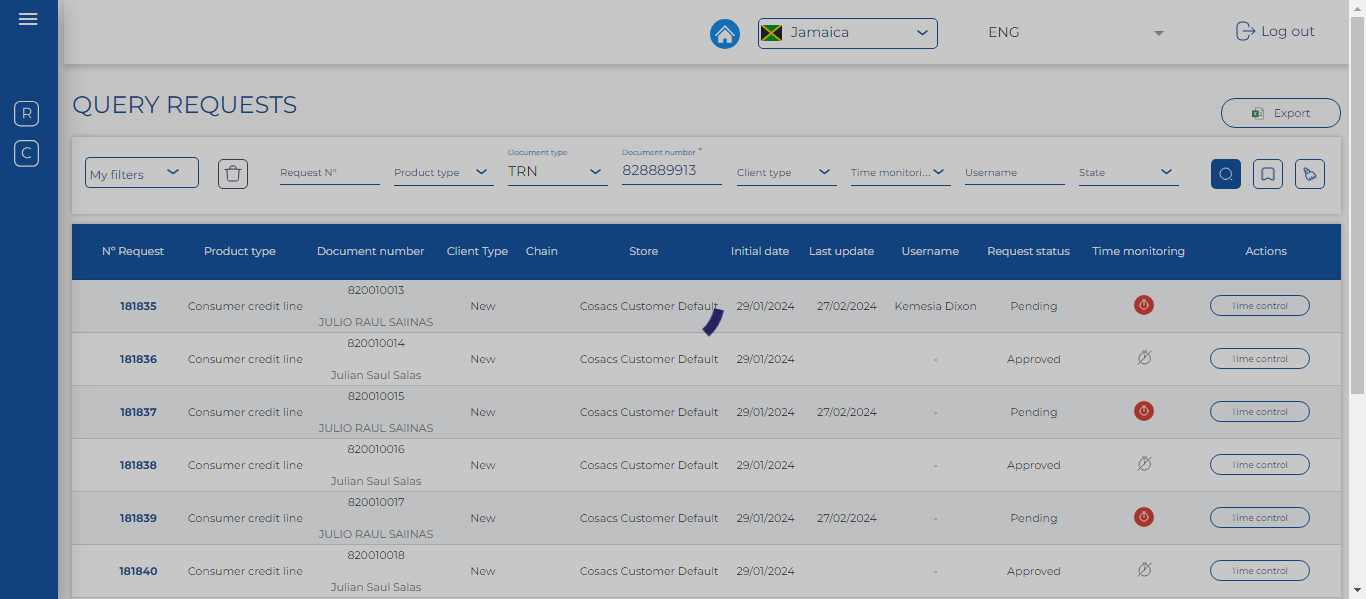 Jamaica
ENG
Log out
R
C
QUERY REQUESTS
Export
My filters
Request N°
Product type
Document type
TRN
Document number *
828889913
Client type
Time monitori...
Username
State
N° Request Product type Document number Client Type Chain Store Initial date Last update Username Request status Time monitoring Actions
820010013
181835 Consumer credit line New Cosacs Customer Default 29/01/2024 27/02/2024 Kemesia Dixon Pending Time control
JULIO RAUL SAIINAS
820010014
181836 Consumer credit line New Cosacs Customer Default 29/01/2024 - Approved Time control
Julian Saul Salas
820010015
181837 Consumer credit line New Cosacs Customer Default 29/01/2024 27/02/2024 - Pending Time control
JULIO RAUL SAIINAS
820010016
181838 Consumer credit line New Cosacs Customer Default 29/01/2024 - Approved Time control
Julian Saul Salas
820010017
181839 Consumer credit line New Cosacs Customer Default 29/01/2024 27/02/2024 - Pending Time control
JULIO RAUL SAIINAS
820010018
181840 Consumer credit line New Cosacs Customer Default 29/01/2024 - Approved Time control
Julian Saul Salas